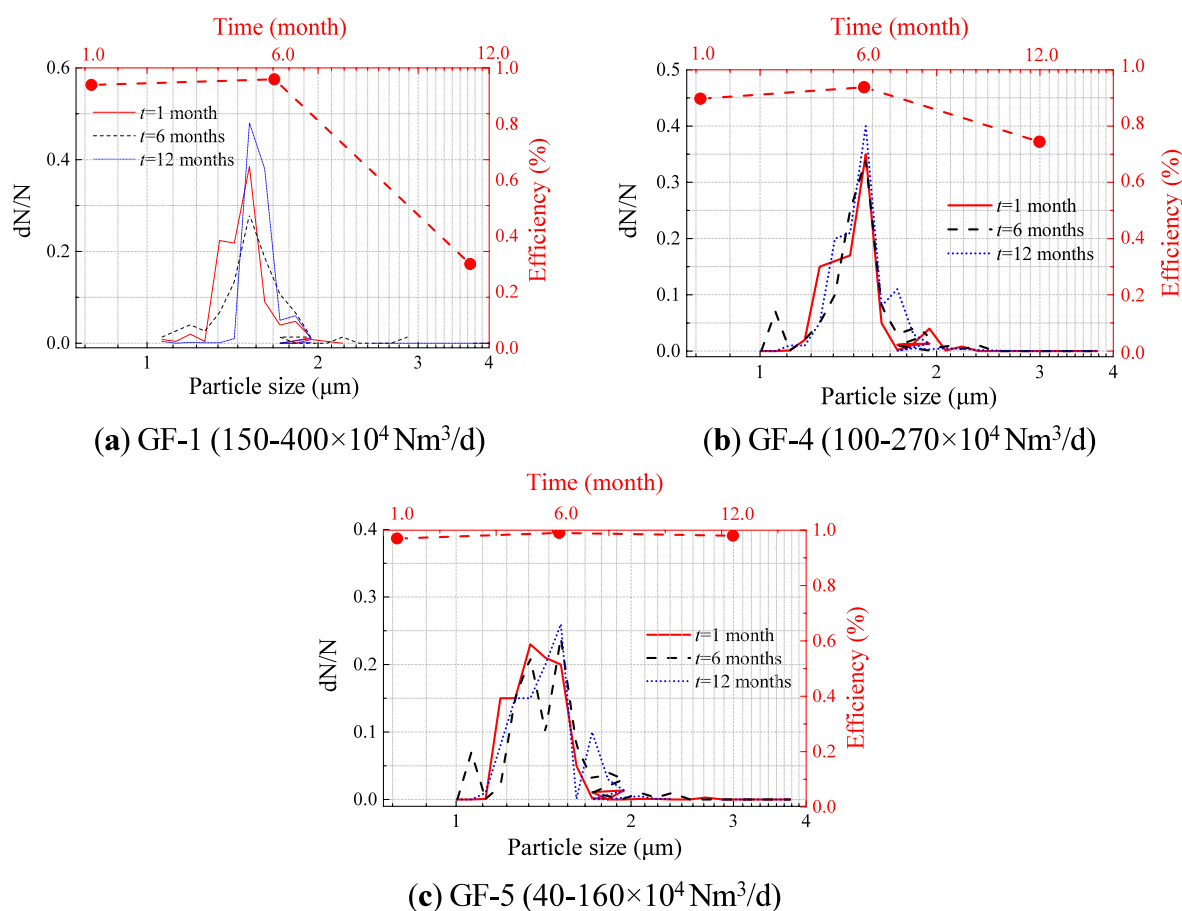 Time (month)
Time (month)
1.0 6.0 12.0
1.0 6.0 12.0
0.6 1.0
0.5 1.0
t=1 month
t=6 months
t=12 months
0.8
0.4
0.6
0.4
0.2
0.2
0.0 0.0
dN/N
Efficiency (%)
1 2 3 4
Particle size (μm)
0.4
0.3
0.2
0.1
0.0
0.8
0.6
0.4
0.2
0.0
dN/N
t=1 month
t=6 months
t=12 months
Efficiency (%)
1 2 3 4
Particle size (μm)
(a) GF-1 (150-400×10⁴ Nm³/d)
(b) GF-4 (100-270×10⁴ Nm³/d)
Time (month)
1.0 6.0 12.0
0.4 1.0
0.3
0.2
0.1
0.0
0.8
0.6
0.4
0.2
0.0
dN/N
t=1 month
t=6 months
t=12 months
Efficiency (%)
1 2 3 4
Particle size (μm)
(c) GF-5 (40-160×10⁴ Nm³/d)